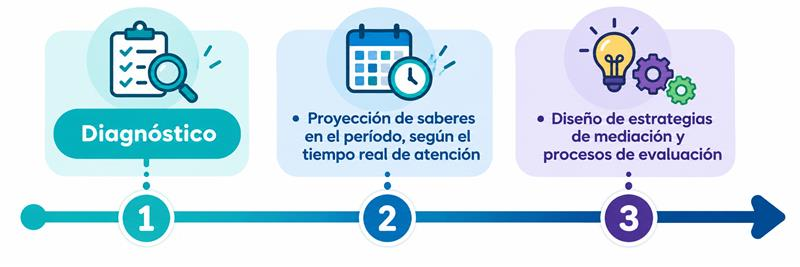 Diagnóstico
• Proyección de saberes
en el período, según el
tiempo real de atención
• Diseño de estrategias
de mediación y
procesos de evaluación
1
2
3